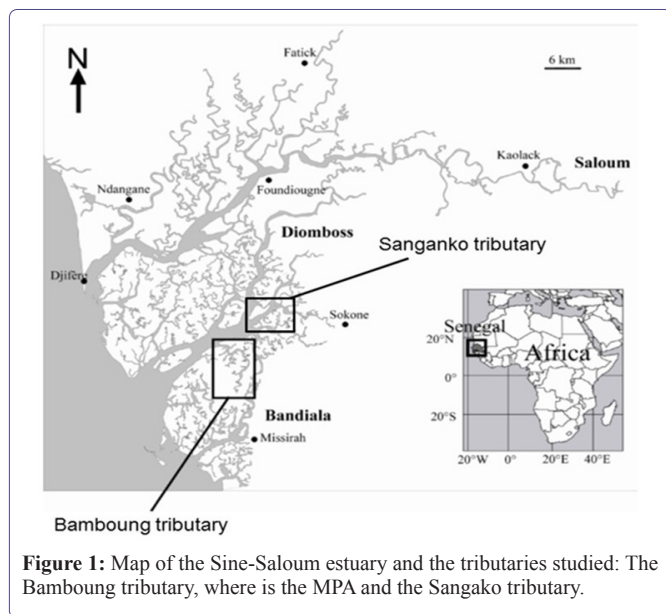 N
Fatick
6 km
Kaolack
Saloum
Ndangane
Foundiougne
Diomboss
Sanganko tributary
Djifère
Sokone
Senegal
20°N
Africa
0°
20°S
20°W 0° 20°E 40°E
Bandiala
Missirah
Bamboung tributary
Figure 1: Map of the Sine-Saloum estuary and the tributaries studied: The
Bamboung tributary, where is the MPA and the Sangako tributary.